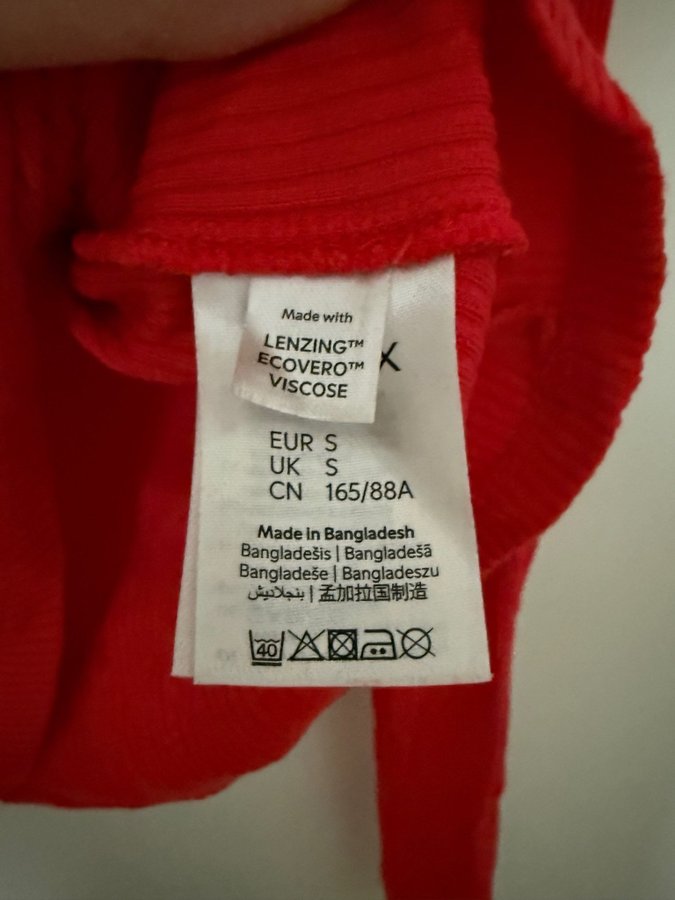 Made with
LENZING™
ECOVERO™
VISCOSE
X
EUR S
UK S
CN 165/88A
Made in Bangladesh
Bangladešis | Bangladešā
Bangladeše | Bangladeszu
بنجلاديش | 孟加拉国制造
40